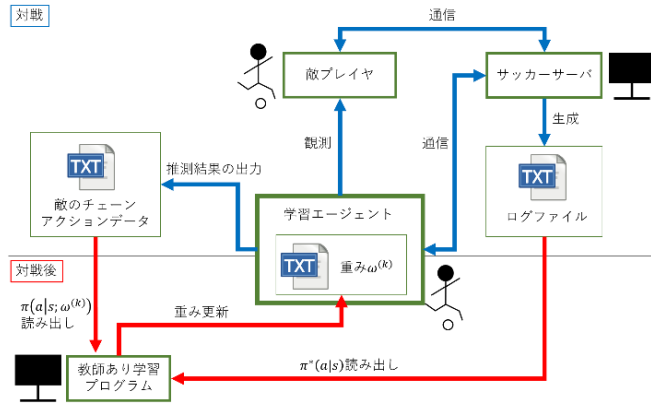 対戦
通信
敵プレイヤ
サッカーサーバ
観測
通信
生成
TXT
敵のチェーン
アクションデータ
推測結果の出力
学習エージェント
TXT
重みω^(k)
TXT
ログファイル
対戦後
π(a|s; ω^(k))
読み出し
重み更新
教師あり学習
プログラム
π*(a|s)読み出し